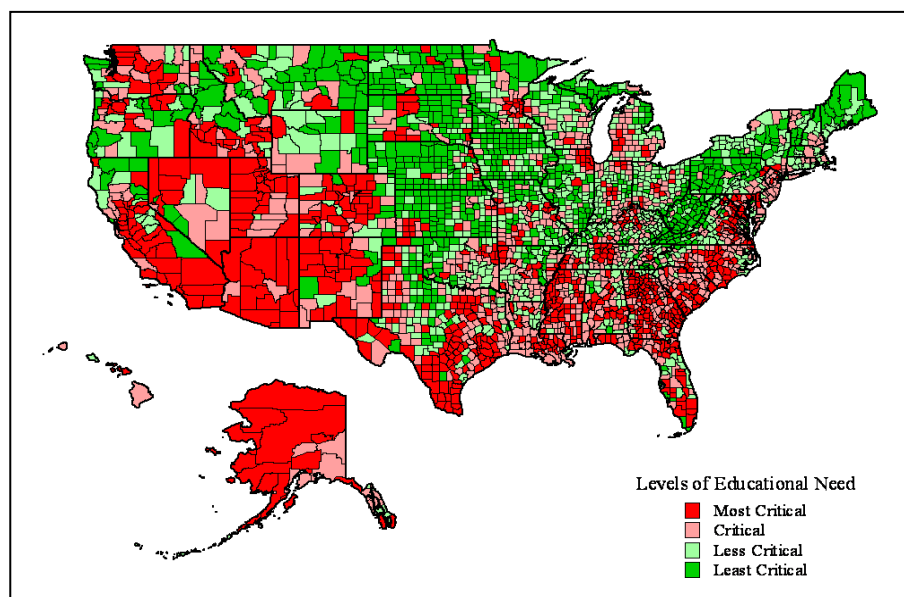 Levels of Educational Need
Most Critical
Critical
Less Critical
Least Critical